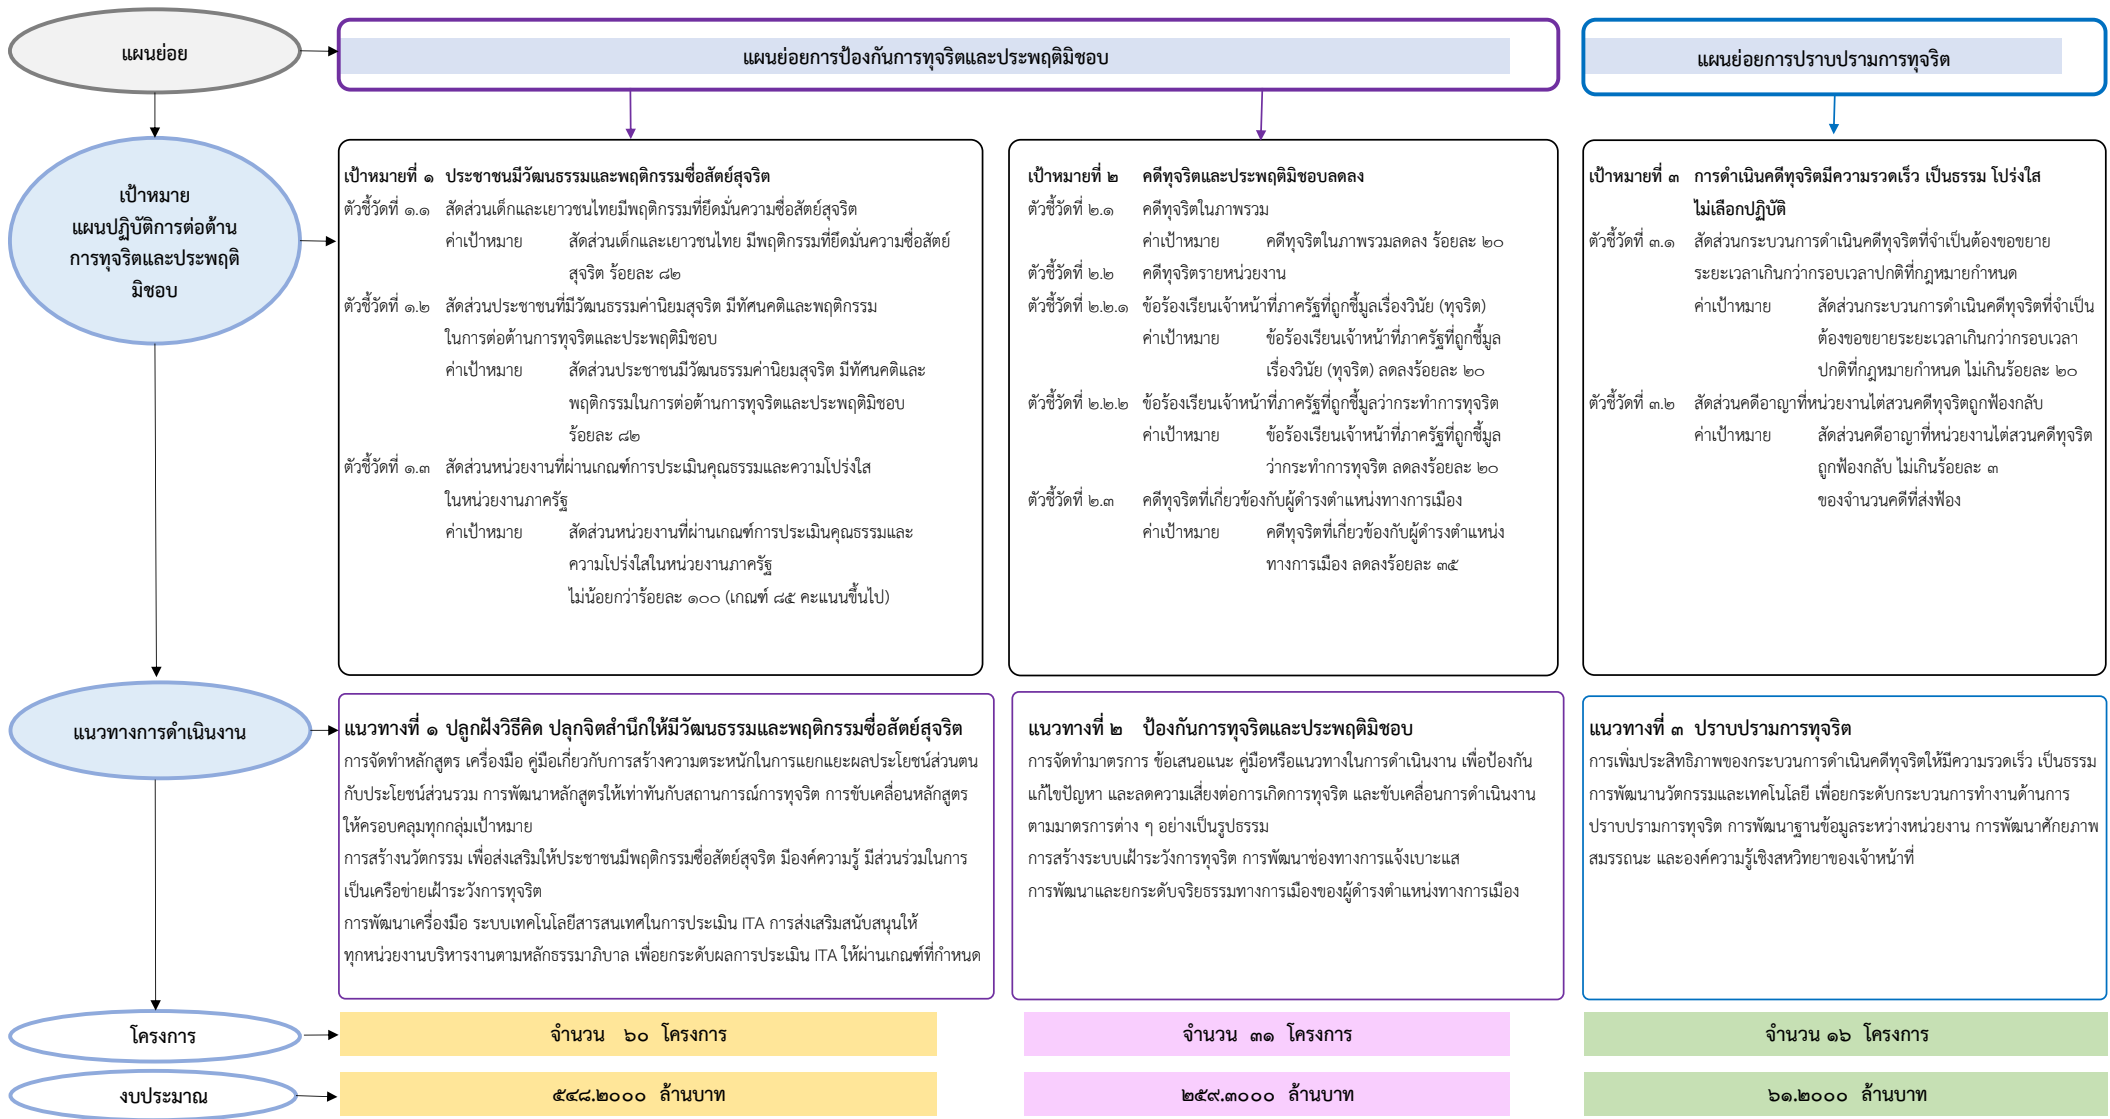 แผนย่อย
แผนย่อยการป้องกันการทุจริตและประพฤติมิชอบ
แผนย่อยการปราบปรามการทุจริต
เป้าหมาย
แผนปฏิบัติการต่อต้าน
การทุจริตและประพฤติ
มิชอบ
เป้าหมายที่ ๑ ประชาชนมีวัฒนธรรมและพฤติกรรมซื่อสัตย์สุจริต
ตัวชี้วัดที่ ๑.๑ สัดส่วนเด็กและเยาวชนไทยมีพฤติกรรมที่ยึดมั่นความซื่อสัตย์สุจริต
ค่าเป้าหมาย สัดส่วนเด็กและเยาวชนไทย มีพฤติกรรมที่ยึดมั่นความซื่อสัตย์
สุจริต ร้อยละ ๘๒
ตัวชี้วัดที่ ๑.๒ สัดส่วนประชาชนที่มีวัฒนธรรมค่านิยมสุจริต มีทัศนคติและพฤติกรรม
ในการต่อต้านการทุจริตและประพฤติมิชอบ
ค่าเป้าหมาย สัดส่วนประชาชนมีวัฒนธรรมค่านิยมสุจริต มีทัศนคติและ
พฤติกรรมในการต่อต้านการทุจริตและประพฤติมิชอบ
ร้อยละ ๘๒
ตัวชี้วัดที่ ๑.๓ สัดส่วนหน่วยงานที่ผ่านเกณฑ์การประเมินคุณธรรมและความโปร่งใส
ในหน่วยงานภาครัฐ
ค่าเป้าหมาย สัดส่วนหน่วยงานที่ผ่านเกณฑ์การประเมินคุณธรรมและ
ความโปร่งใสในหน่วยงานภาครัฐ
ไม่น้อยกว่าร้อยละ ๑๐๐ (เกณฑ์ ๘๕ คะแนนขึ้นไป)
เป้าหมายที่ ๒ คดีทุจริตและประพฤติมิชอบลดลง
ตัวชี้วัดที่ ๒.๑ คดีทุจริตในภาพรวม
ค่าเป้าหมาย คดีทุจริตในภาพรวมลดลง ร้อยละ ๒๐
ตัวชี้วัดที่ ๒.๒ คดีทุจริตรายหน่วยงาน
ตัวชี้วัดที่ ๒.๒.๑ ข้อร้องเรียนเจ้าหน้าที่ภาครัฐที่ถูกชี้มูลเรื่องวินัย (ทุจริต)
ค่าเป้าหมาย ข้อร้องเรียนเจ้าหน้าที่ภาครัฐที่ถูกชี้มูล
เรื่องวินัย (ทุจริต) ลดลงร้อยละ ๒๐
ตัวชี้วัดที่ ๒.๒.๒ ข้อร้องเรียนเจ้าหน้าที่ภาครัฐที่ถูกชี้มูลว่ากระทำการทุจริต
ค่าเป้าหมาย ข้อร้องเรียนเจ้าหน้าที่ภาครัฐที่ถูกชี้มูล
ว่ากระทำการทุจริต ลดลงร้อยละ ๒๐
ตัวชี้วัดที่ ๒.๓ คดีทุจริตที่เกี่ยวข้องกับผู้ดำรงตำแหน่งทางการเมือง
ค่าเป้าหมาย คดีทุจริตที่เกี่ยวข้องกับผู้ดำรงตำแหน่ง
ทางการเมือง ลดลงร้อยละ ๓๕
เป้าหมายที่ ๓ การดำเนินคดีทุจริตมีความรวดเร็ว เป็นธรรม โปร่งใส
ไม่เลือกปฏิบัติ
ตัวชี้วัดที่ ๓.๑ สัดส่วนกระบวนการดำเนินคดีทุจริตที่จำเป็นต้องขอขยาย
ระยะเวลาเกินกว่ากรอบเวลาปกติที่กฎหมายกำหนด
ค่าเป้าหมาย สัดส่วนกระบวนการดำเนินคดีทุจริตที่จำเป็น
ต้องขอขยายระยะเวลาเกินกว่ากรอบเวลา
ปกติที่กฎหมายกำหนด ไม่เกินร้อยละ ๒๐
ตัวชี้วัดที่ ๓.๒ สัดส่วนคดีอาญาที่หน่วยงานไต่สวนคดีทุจริตถูกฟ้องกลับ
ค่าเป้าหมาย สัดส่วนคดีอาญาที่หน่วยงานไต่สวนคดีทุจริต
ถูกฟ้องกลับ ไม่เกินร้อยละ ๓
ของจำนวนคดีที่ส่งฟ้อง
แนวทางการดำเนินงาน
แนวทางที่ ๑ ปลูกฝังวิธีคิด ปลุกจิตสำนึกให้มีวัฒนธรรมและพฤติกรรมซื่อสัตย์สุจริต
การจัดทำหลักสูตร เครื่องมือ คู่มือเกี่ยวกับการสร้างความตระหนักในการแยกแยะผลประโยชน์ส่วนตน
กับประโยชน์ส่วนรวม การพัฒนาหลักสูตรให้เท่าทันกับสถานการณ์การทุจริต การขับเคลื่อนหลักสูตร
ให้ครอบคลุมทุกกลุ่มเป้าหมาย
การสร้างนวัตกรรม เพื่อส่งเสริมให้ประชาชนมีพฤติกรรมซื่อสัตย์สุจริต มีองค์ความรู้ มีส่วนร่วมในการ
เป็นเครือข่ายเฝ้าระวังการทุจริต
การพัฒนาเครื่องมือ ระบบเทคโนโลยีสารสนเทศในการประเมิน ITA การส่งเสริมสนับสนุนให้
ทุกหน่วยงานบริหารงานตามหลักธรรมาภิบาล เพื่อยกระดับผลการประเมิน ITA ให้ผ่านเกณฑ์ที่กำหนด
แนวทางที่ ๒ ป้องกันการทุจริตและประพฤติมิชอบ
การจัดทำมาตรการ ข้อเสนอแนะ คู่มือหรือแนวทางในการดำเนินงาน เพื่อป้องกัน
แก้ไขปัญหา และลดความเสี่ยงต่อการเกิดการทุจริต และขับเคลื่อนการดำเนินงาน
ตามมาตรการต่าง ๆ อย่างเป็นรูปธรรม
การสร้างระบบเฝ้าระวังการทุจริต การพัฒนาช่องทางการแจ้งเบาะแส
การพัฒนาและยกระดับจริยธรรมทางการเมืองของผู้ดำรงตำแหน่งทางการเมือง
แนวทางที่ ๓ ปราบปรามการทุจริต
การเพิ่มประสิทธิภาพของกระบวนการดำเนินคดีทุจริตให้มีความรวดเร็ว เป็นธรรม
การพัฒนานวัตกรรมและเทคโนโลยี เพื่อยกระดับกระบวนการทำงานด้านการ
ปราบปรามการทุจริต การพัฒนาฐานข้อมูลระหว่างหน่วยงาน การพัฒนาศักยภาพ
สมรรถนะ และองค์ความรู้เชิงสหวิทยาของเจ้าหน้าที่
โครงการ
จำนวน ๖๐ โครงการ
จำนวน ๓๑ โครงการ
จำนวน ๑๖ โครงการ
งบประมาณ
๕๔๘.๒๐๐๐ ล้านบาท
๒๕๙.๓๐๐๐ ล้านบาท
๖๑.๒๐๐๐ ล้านบาท